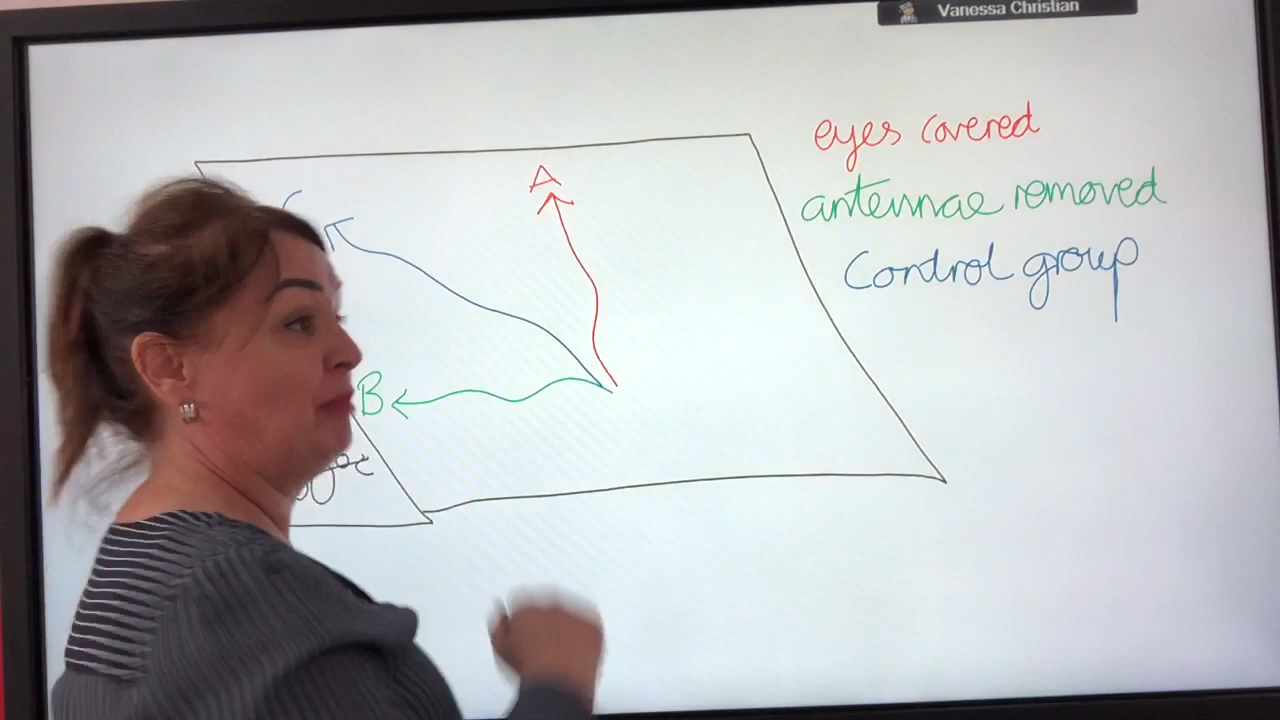 Vanessa Christian
eyes covered
antennae removed
Control group
A
C
B